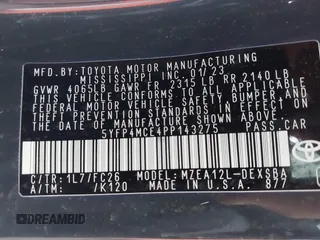 MFD.BY:TOYOTA MOTOR MANUFACTURING
MISSISSIPPI INC. 01/23
GVWR 4065LB GAWR FR 2315 LB RR 2140 LB
THIS VEHICLE CONFORMS TO ALL APPLICABLE
FEDERAL MOTOR VEHICLE SAFETY, BUMPER, AND
THEFT PREVENTION STANDARDS IN EFFECT ON
THE DATE OF MANUFACTURE SHOWN ABOVE.
5YFP4MCE4PP143275 PASS.CAR
C/TR:1L7/FC26 MODEL:MZEA12L-DEXSBA
A/TM: /K120 MADE IN U.S.A. 877
TOYOTA
DREAMBID